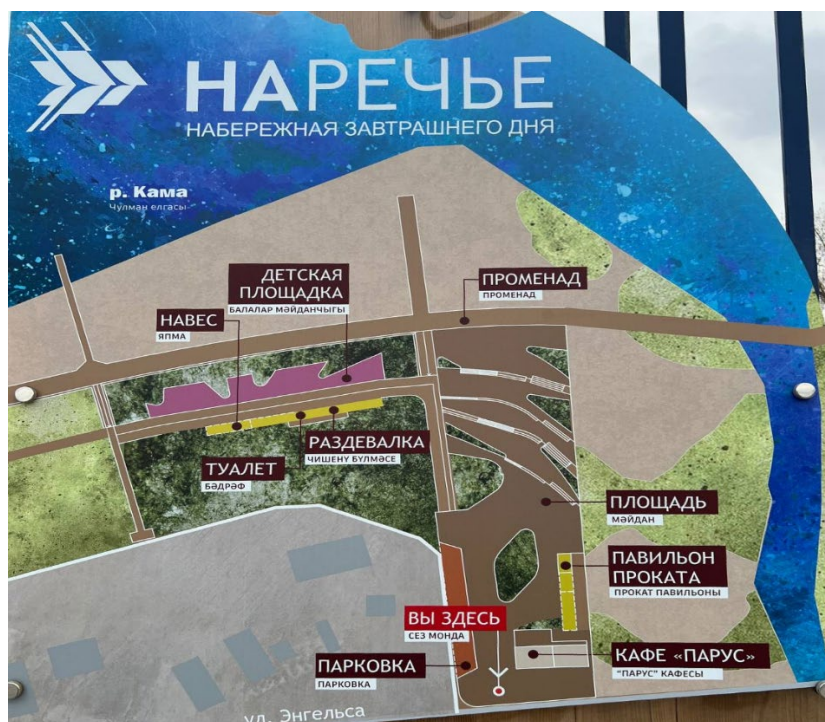 НАРЕЧЬЕ
НАБЕРЕЖНАЯ ЗАВТРАШНЕГО ДНЯ
р. Кама
Чулман елгасы
ДЕТСКАЯ
ПЛОЩАДКА
БАЛАЛАР МӘЙДАНЧЫГЫ
ПРОМЕНАД
ПРОМЕНАД
НАВЕС
ЯПМА
РАЗДЕВАЛКА
ЧИШЕНҮ БҮЛМӘСЕ
ТУАЛЕТ
БӘДРӘФ
ПЛОЩАДЬ
МӘЙДАН
ПАВИЛЬОН
ПРОКАТА
ПРОКАТ ПАВИЛЬОНЫ
ВЫ ЗДЕСЬ
СЕЗ МОНДА
КАФЕ «ПАРУС»
"ПАРУС" КАФЕСЫ
ПАРКОВКА
ПАРКОВКА
ул. Энгельса